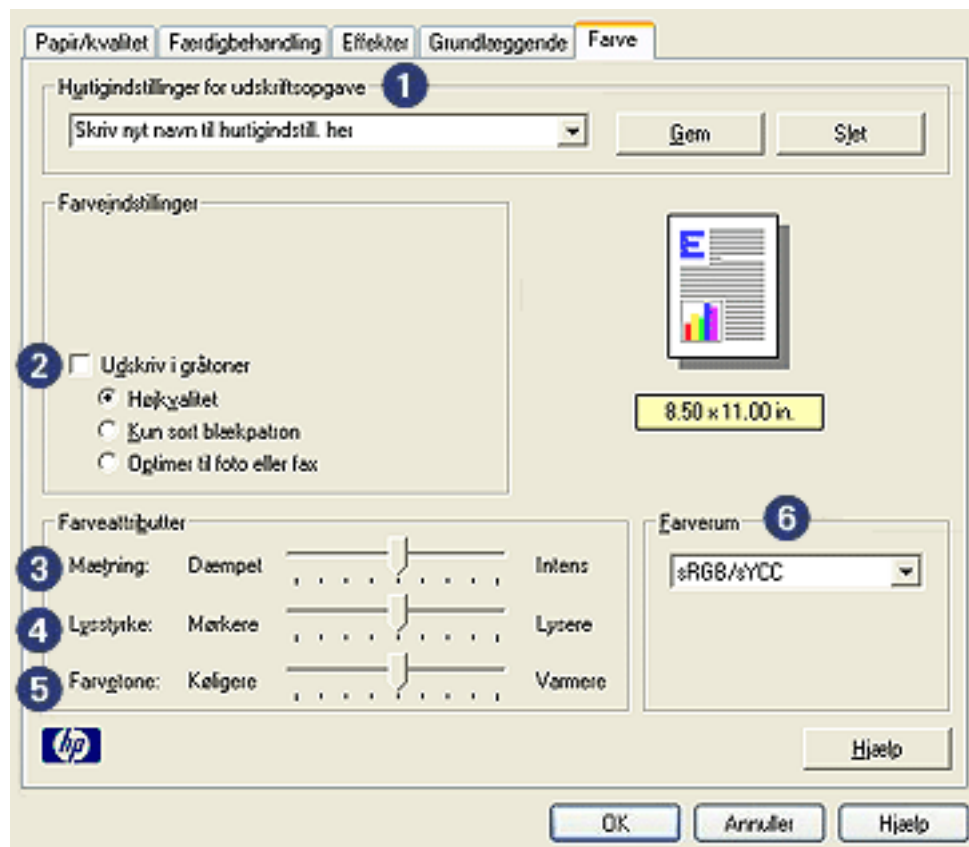 Papir/kvalitet Færdigbehandling Effekter Grundlæggende Farve
Hurtigindstillinger for udskriftsopgave 1
Skriv nyt navn til hurtigindstill. her Gem Slet
Farveindstillinger
2 Udskriv i gråtoner
Højkvalitet
Kun sort blækpatron
Optimer til foto eller fax
8.50 x 11.00 in.
Farveattributter
3 Mætning: Dæmpet Intens
4 Lysstyrke: Mørkere Lysere
5 Farvetone: Køligere Varmere
Farverum 6
sRGB/sYCC
hp
Hjælp
OK Annuller Hjælp